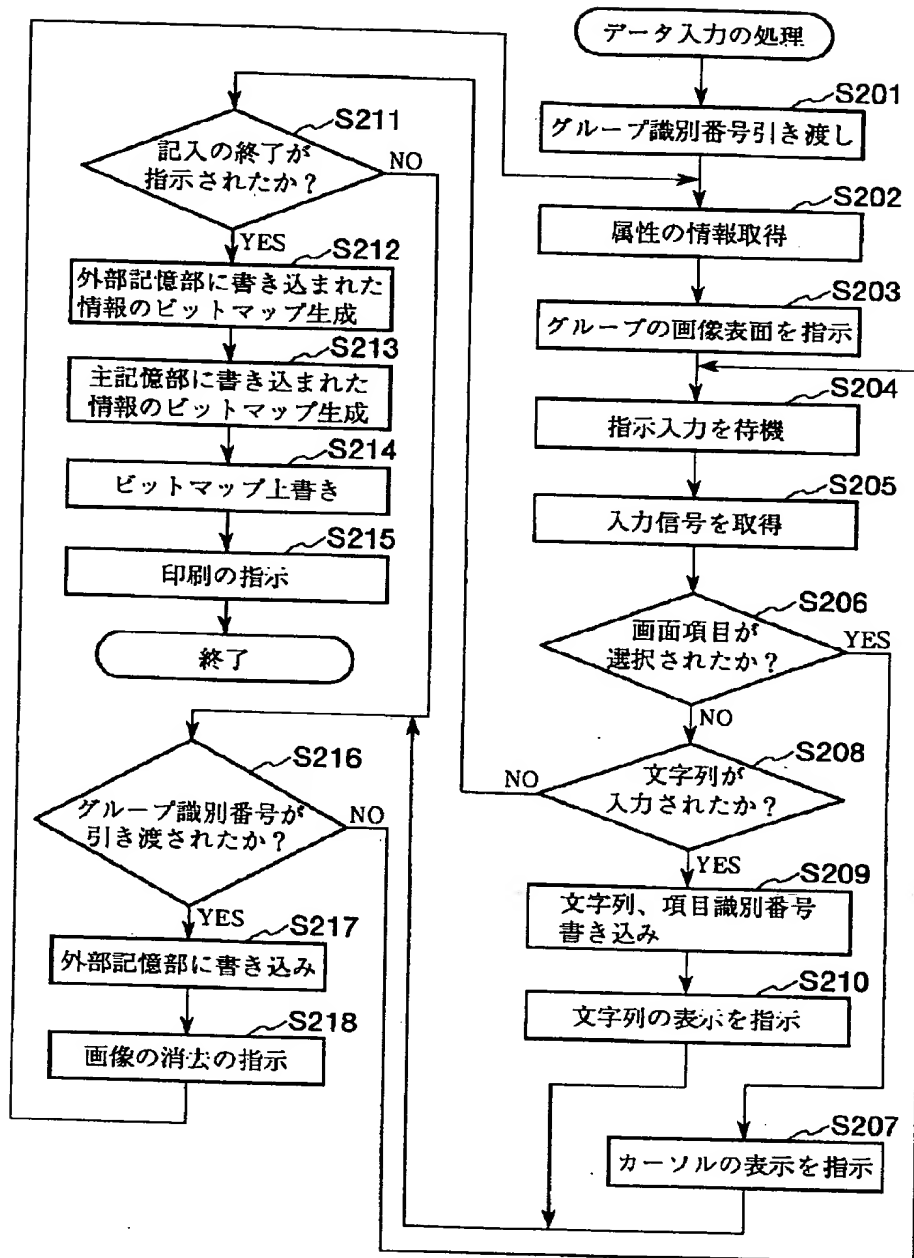 データ入力の処理
S201
グループ識別番号引き渡し
S202
属性の情報取得
S203
グループの画像表面を指示
S204
指示入力を待機
S205
入力信号を取得
S206
画面項目が
選択されたか？
YES
NO
S208
文字列が
入力されたか？
NO
YES
S209
文字列、項目識別番号
書き込み
S210
文字列の表示を指示
S207
カーソルの表示を指示
S211
記入の終了が
指示されたか？
NO
YES
S212
外部記憶部に書き込まれた
情報のビットマップ生成
S213
主記憶部に書き込まれた
情報のビットマップ生成
S214
ビットマップ上書き
S215
印刷の指示
終了
S216
グループ識別番号が
引き渡されたか？
NO
YES
S217
外部記憶部に書き込み
S218
画像の消去の指示